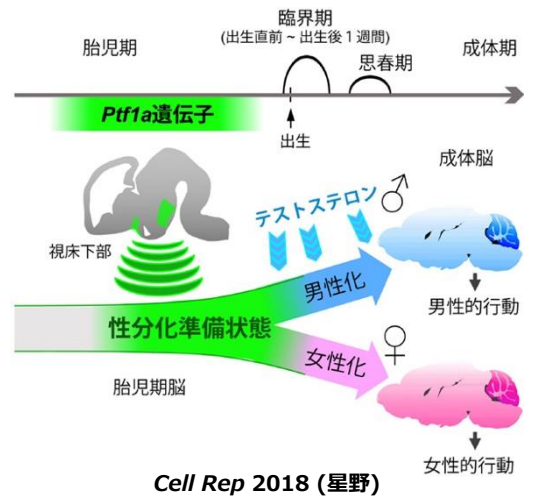 臨界期
(出生直前 ~ 出生後1週間)
胎児期
思春期
成体期
Ptf1a遺伝子
出生
成体脳
テストステロン
♂
視床下部
男性化
性分化準備状態
男性的行動
♀
女性化
胎児期脳
女性的行動
Cell Rep 2018 (星野)